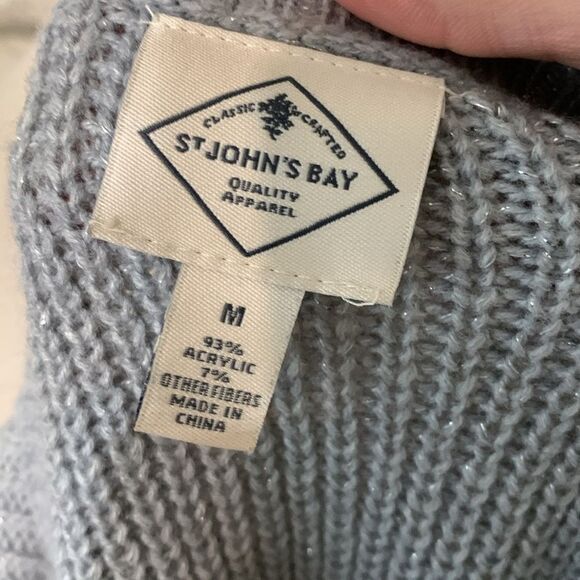 CLASSIC & CRAFTED
ST JOHN'S BAY
QUALITY
APPAREL
M
93%
ACRYLIC
7%
OTHER FIBERS
MADE IN
CHINA